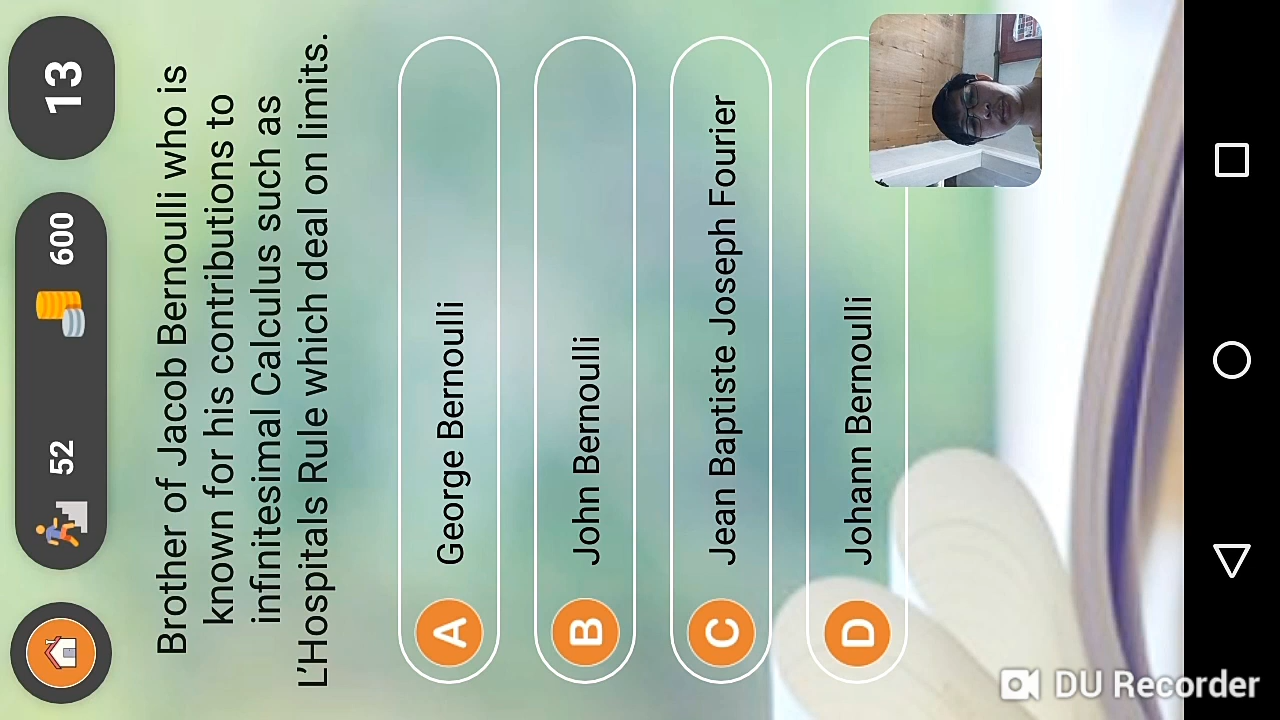 52
600
13
Brother of Jacob Bernoulli who is
known for his contributions to
infinitesimal Calculus such as
L'Hospitals Rule which deal on limits.
A George Bernoulli
B John Bernoulli
C Jean Baptiste Joseph Fourier
D Johann Bernoulli
DU Recorder